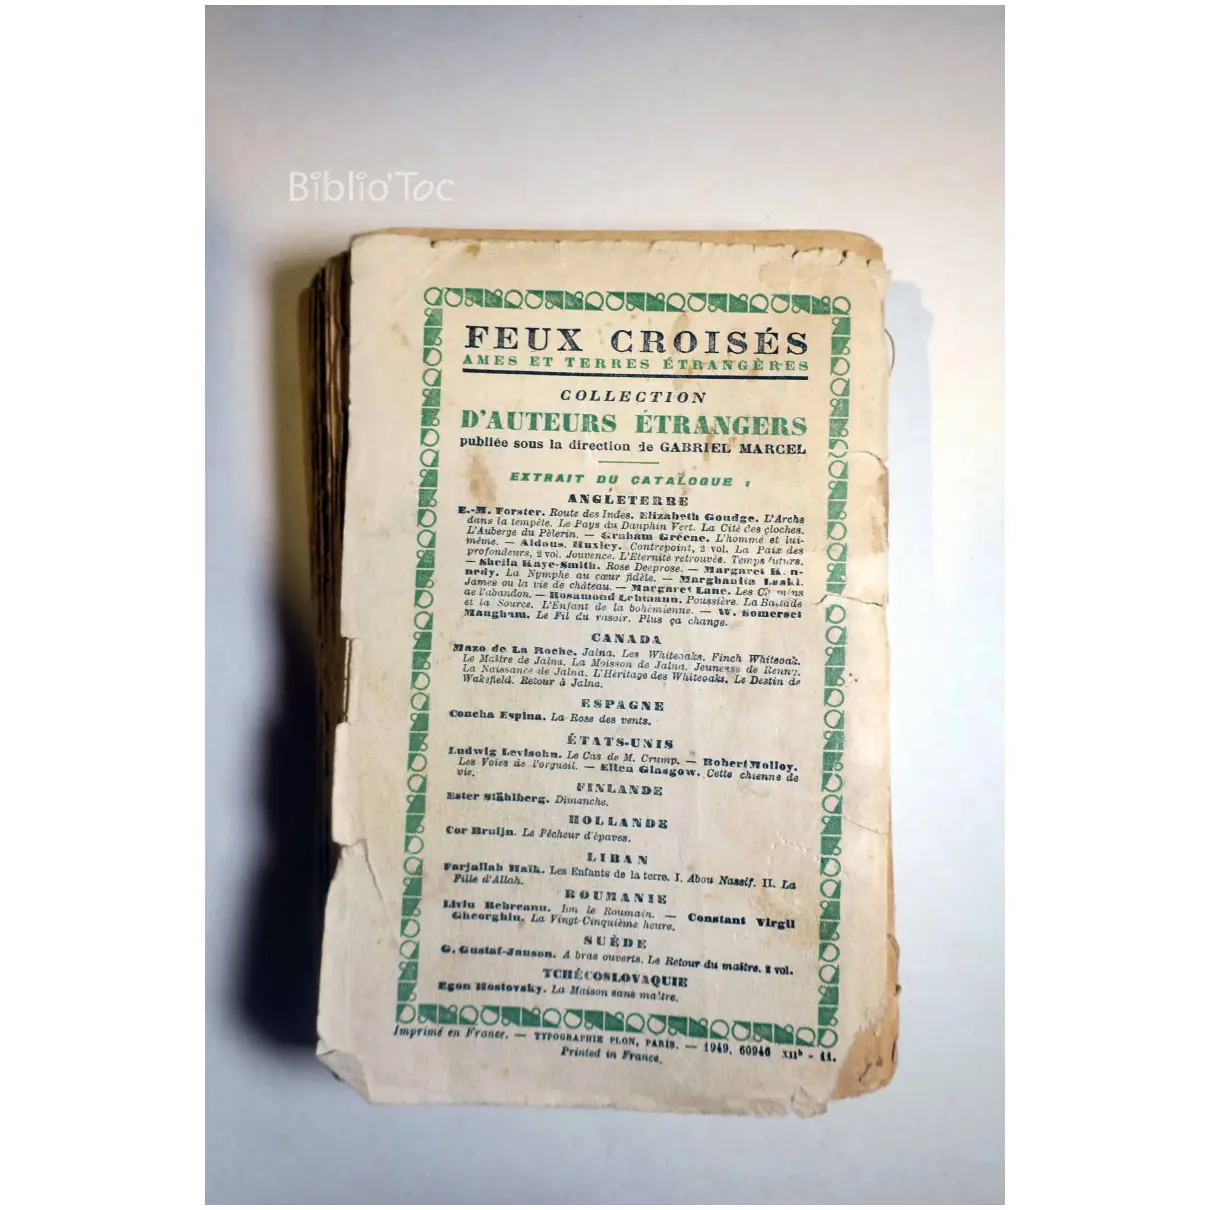 Biblio'Toc
FEUX CROISÉS
AMES ET TERRES ÉTRANGÈRES
COLLECTION
D'AUTEURS ÉTRANGERS
publiée sous la direction de GABRIEL MARCEL
EXTRAIT DU CATALOGUE :
ANGLETERRE
E.-M. Forster. Route des Indes. Elizabeth Goudge. L'Arche
dans la tempête. Le Pays du Dauphin Vert. La Cité des cloches.
L'Auberge du Pèlerin. — Graham Greene. L'homme et lui-
même. — Aldous Huxley. Contrepoint, 2 vol. La Paix des
profondeurs, 2 vol. Jouvence. L'Eternité retrouvée. Temps futurs.
— Sheila Kaye-Smith. Rose Deeprose. — Margaret Ken-
nedy. La Nymphe au cœur fidèle. — Marghanita Laski.
James ou la vie de château. — Margaret Lane. Les Chemins
de l'abandon. — Rosamond Lehmann. Poussière. La Ballade
et la Source. L'Enfant de la bohémienne. — W. Somerset
Maugham. Le Fil du rasoir. Plus ça change.
CANADA
Mazo de La Roche. Jalna. Les Whiteoaks. Finch Whiteoak.
Le Maître de Jalna. La Moisson de Jalna. Jeunesse de Renny.
La Naissance de Jalna. L'Héritage des Whiteoaks. Le Destin de
Wakefield. Retour à Jalna.
ESPAGNE
Concha Espina. La Rose des vents.
ÉTATS-UNIS
Ludwig Lewisohn. Le Cas de M. Crump. — Robert Molloy.
Les Voies de l'orgueil. — Ellen Glasgow. Cette chienne de
vie.
FINLANDE
Ester Ståhlberg. Dimanche.
HOLLANDE
Cor Bruijn. Le Pêcheur d'épaves.
LIBAN
Farjallah Haïk. Les Enfants de la terre. I. Abou Nassif. II. La
Fille d'Allah.
ROUMANIE
Liviu Rebreanu. Ion le Roumain. — Constant Virgil
Gheorghiu. La Vingt-Cinquième heure.
SUÈDE
G. Gustaf-Janson. A bras ouverts. Le Retour du maître. 2 vol.
TCHÉCOSLOVAQUIE
Egon Hostovsky. La Maison sans maître.
Imprimé en France. — TYPOGRAPHIE PLON, PARIS. — 1949. 60946 XIIᵇ - 11.
Printed in France.